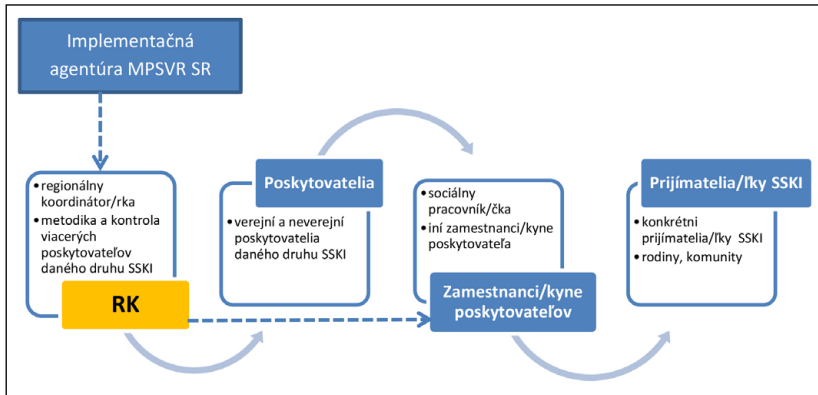 Implementačná
agentúra MPSVR SR
•regionálny
koordinátor/rka
•metodika a kontrola
viacerých
poskytovateľov
daného druhu SSKI
RK
Poskytovatelia
•verejní a neverejní
poskytovatelia
daného druhu SSKI
•sociálny
pracovník/čka
•iní zamestnanci/kyne
poskytovateľa
Zamestnanci/kyne
poskytovateľov
Prijímatelia/ľky SSKI
•konkrétni
prijímatelia/ľky SSKI
•rodiny, komunity